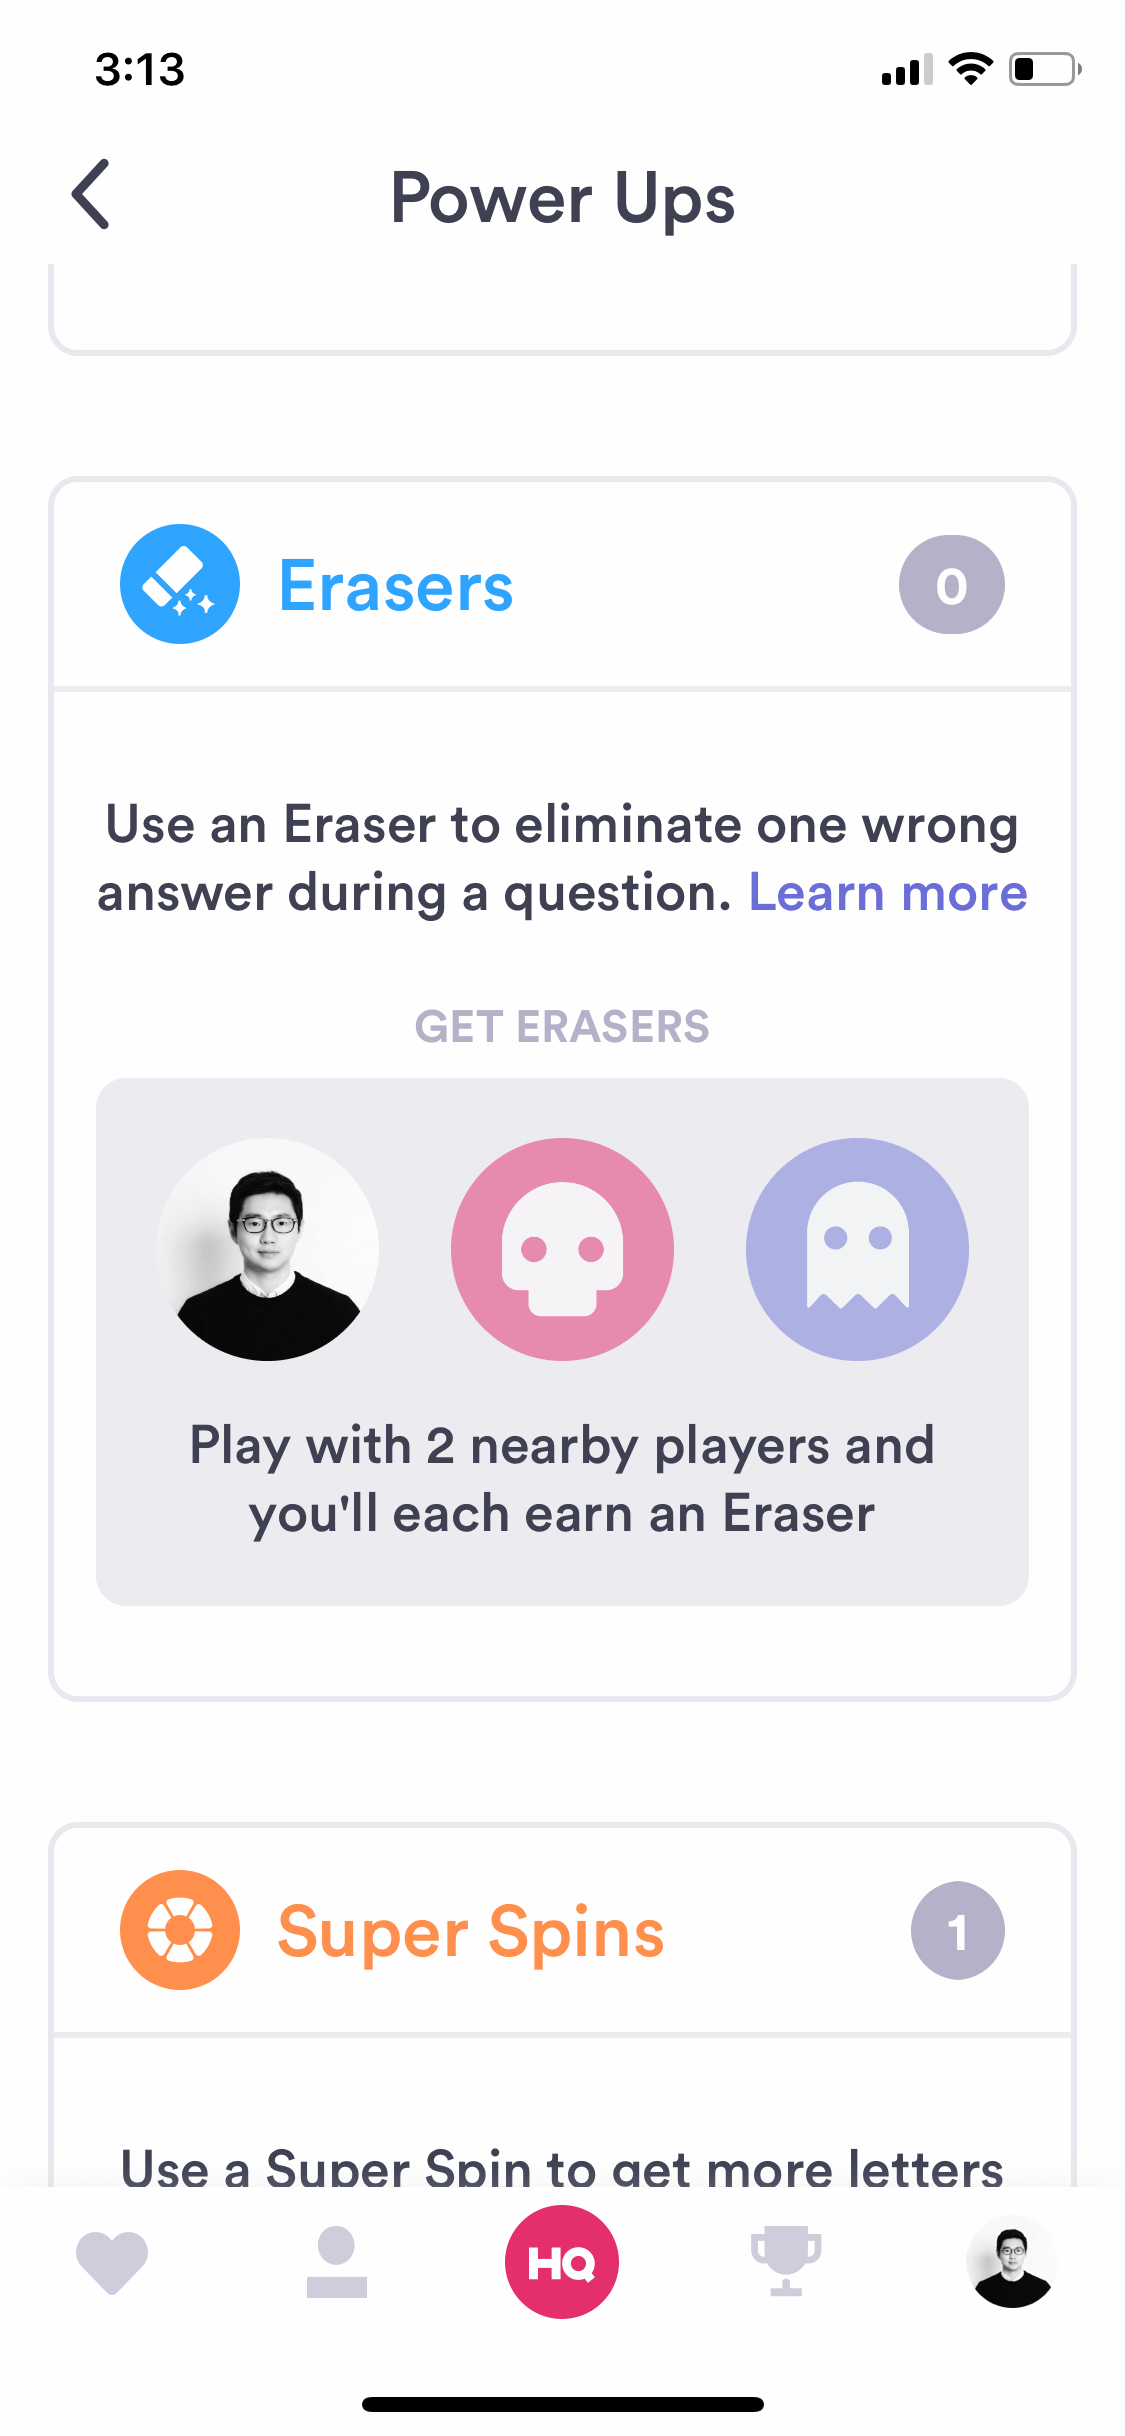 3:13
Power Ups
Erasers
0
Use an Eraser to eliminate one wrong
answer during a question. Learn more
GET ERASERS
Play with 2 nearby players and
you'll each earn an Eraser
Super Spins
1
Use a Super Spin to get more letters
HQ